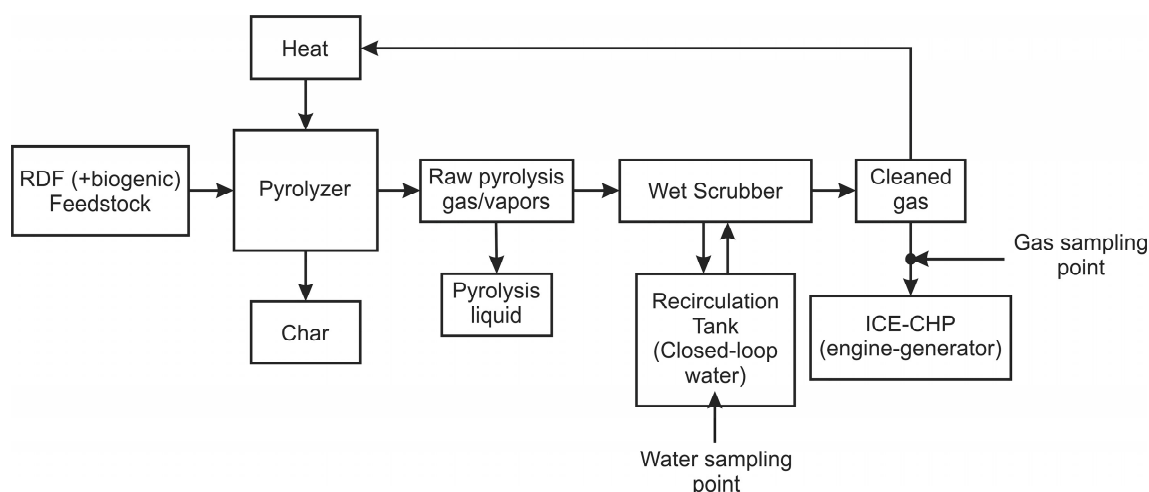 Heat
RDF (+biogenic)
Feedstock
Pyrolyzer
Raw pyrolysis
gas/vapors
Wet Scrubber
Cleaned
gas
Gas sampling
point
Pyrolysis
liquid
Recirculation
Tank
(Closed-loop
water)
ICE-CHP
(engine-generator)
Char
Water sampling
point